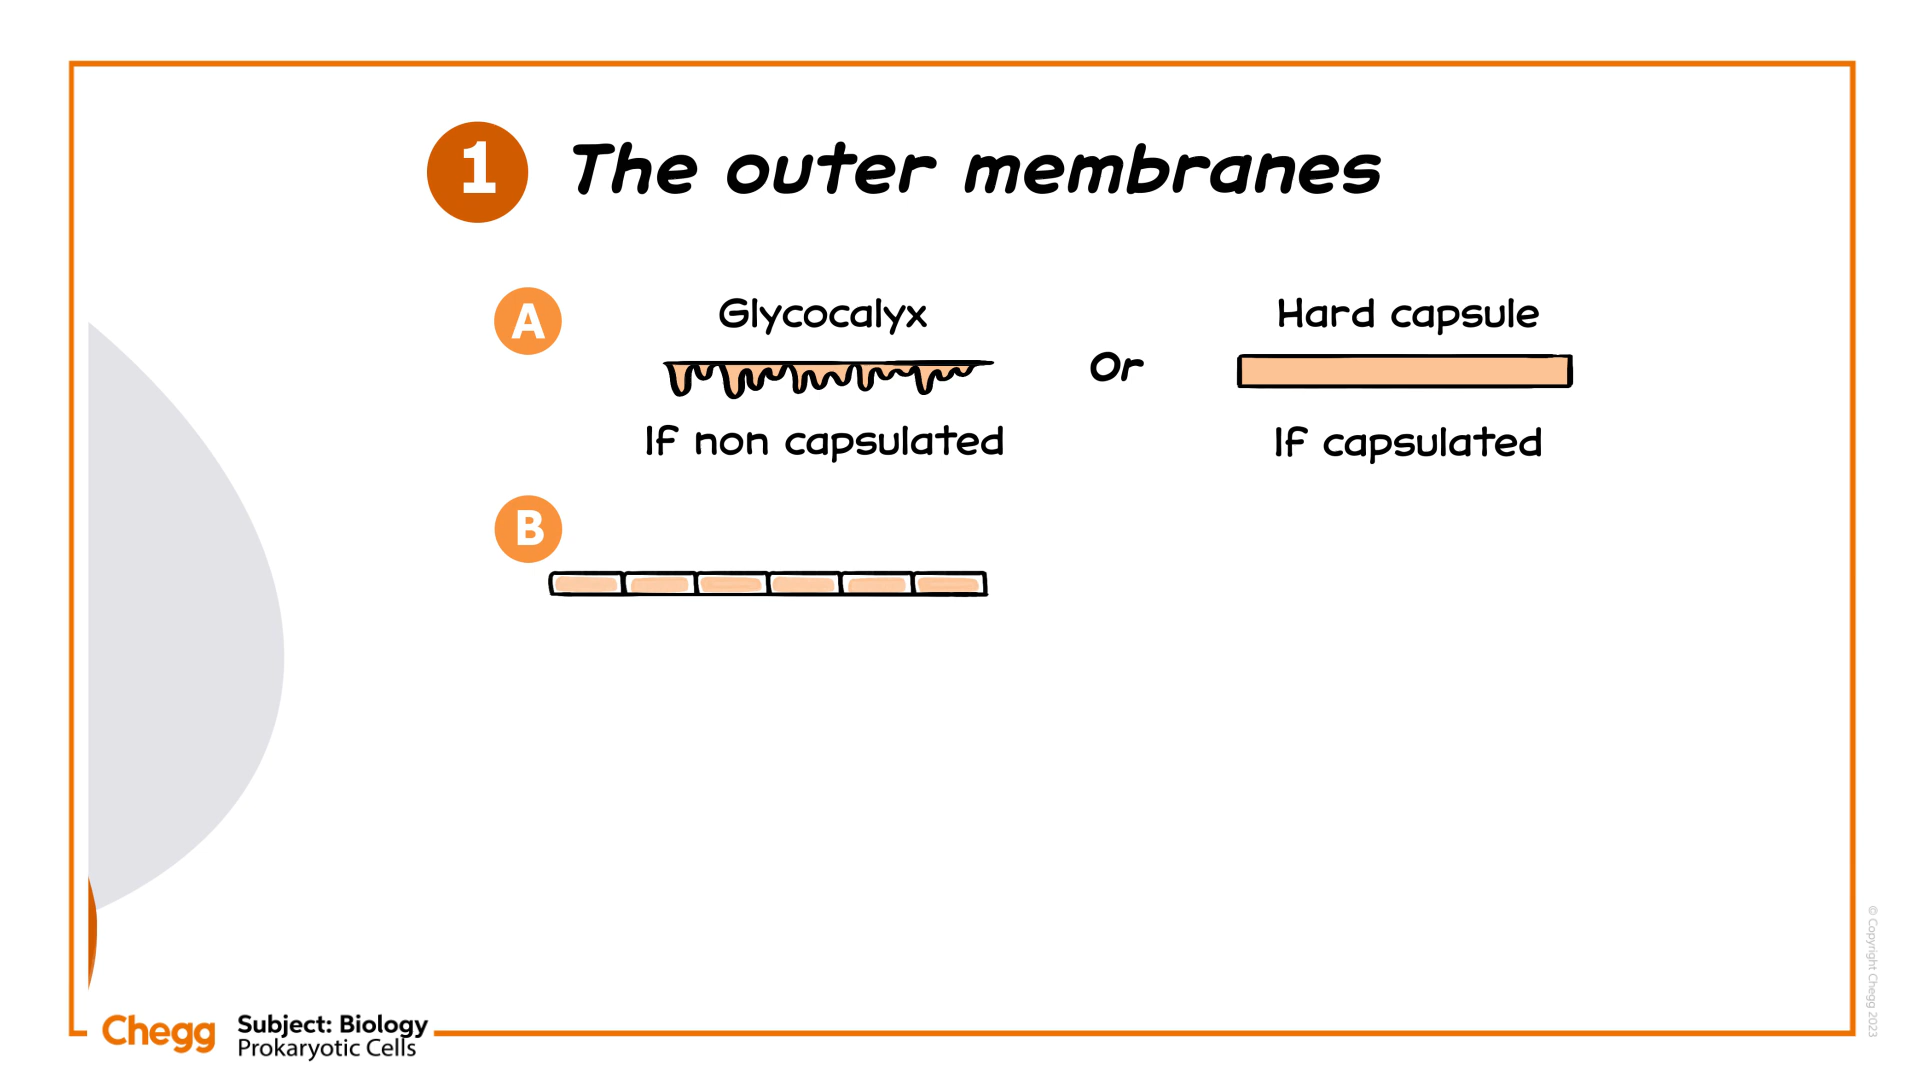 1 The outer membranes
A
Glycocalyx
Hard capsule
Or
If non capsulated
If capsulated
B
Chegg
Subject: Biology
Prokaryotic Cells
© Copyright Chegg 2023